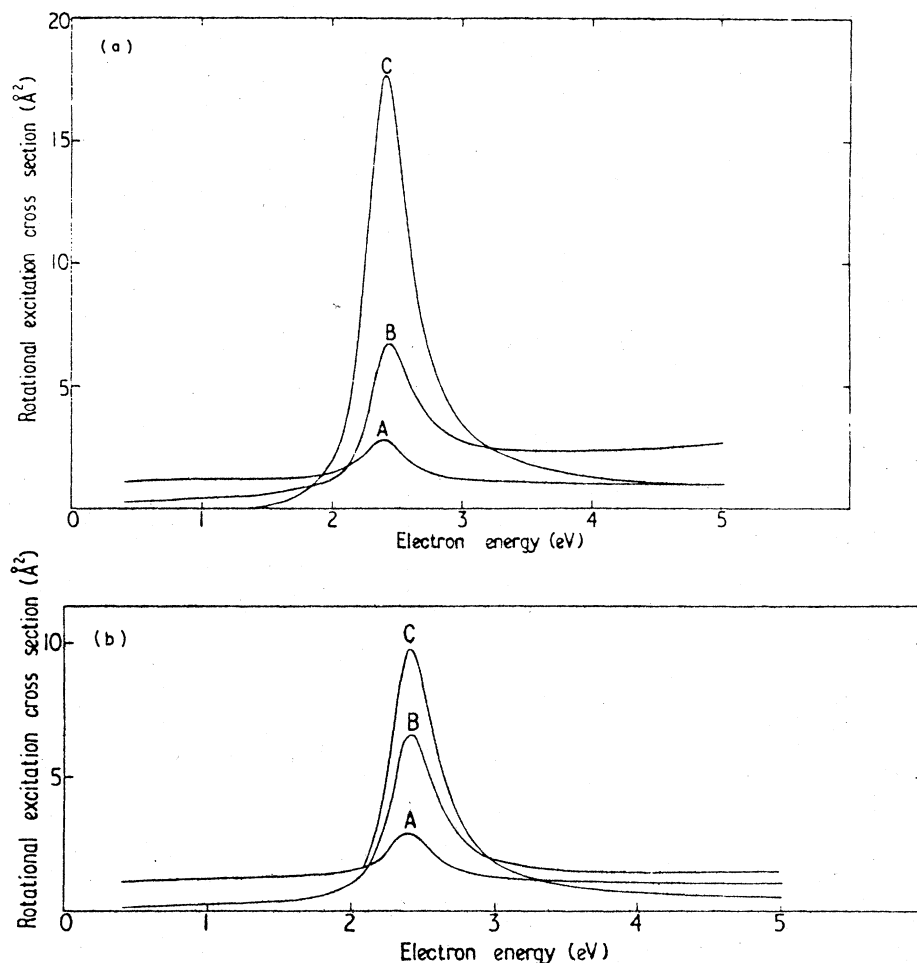 (a)
Rotational excitation cross section (Å²)
20
15
10
5
C
B
A
0 1 2 3 4 5
Electron energy (eV)
(b)
Rotational excitation cross section (Å²)
10
5
C
B
A
0 1 2 3 4 5
Electron energy (eV)